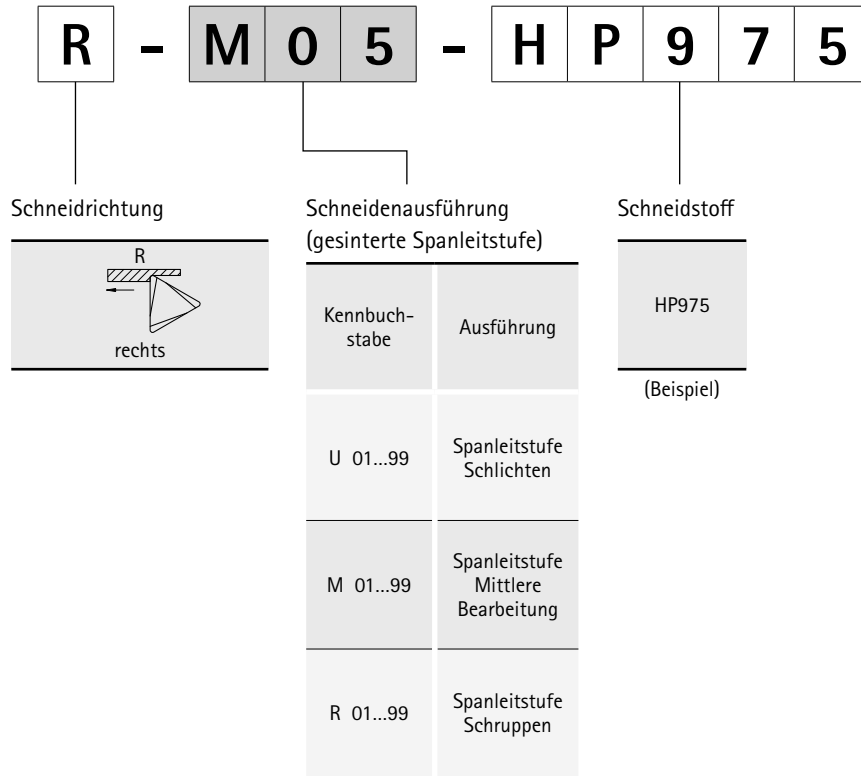 R - M 0 5 - H P 9 7 5
Schneidrichtung
R
rechts
Schneidenausführung
(gesinterte Spanleitstufe)
Kennbuch-
stabe
Ausführung
U 01...99
Spanleitstufe
Schlichten
M 01...99
Spanleitstufe
Mittlere
Bearbeitung
R 01...99
Spanleitstufe
Schruppen
Schneidstoff
HP975
(Beispiel)